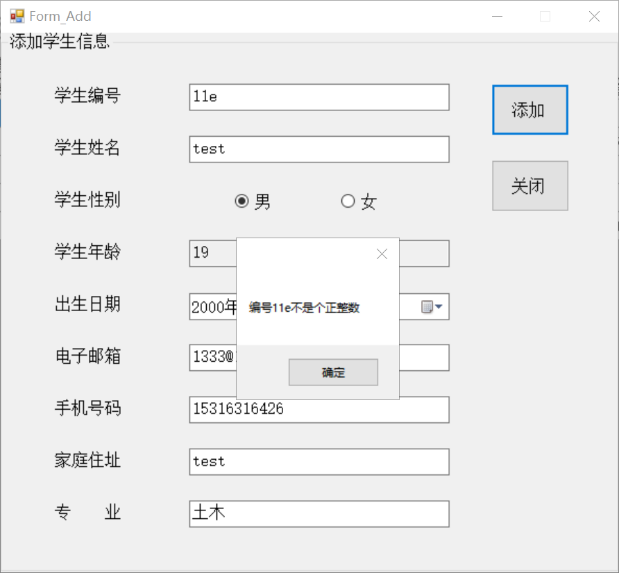 Form_Add
添加学生信息
学生编号 11e 添加
学生姓名 test
学生性别 男 女 关闭
学生年龄 19
出生日期 2000年
编号11e不是个正整数
电子邮箱 1333@
确定
手机号码 15316316426
家庭住址 test
专 业 土木